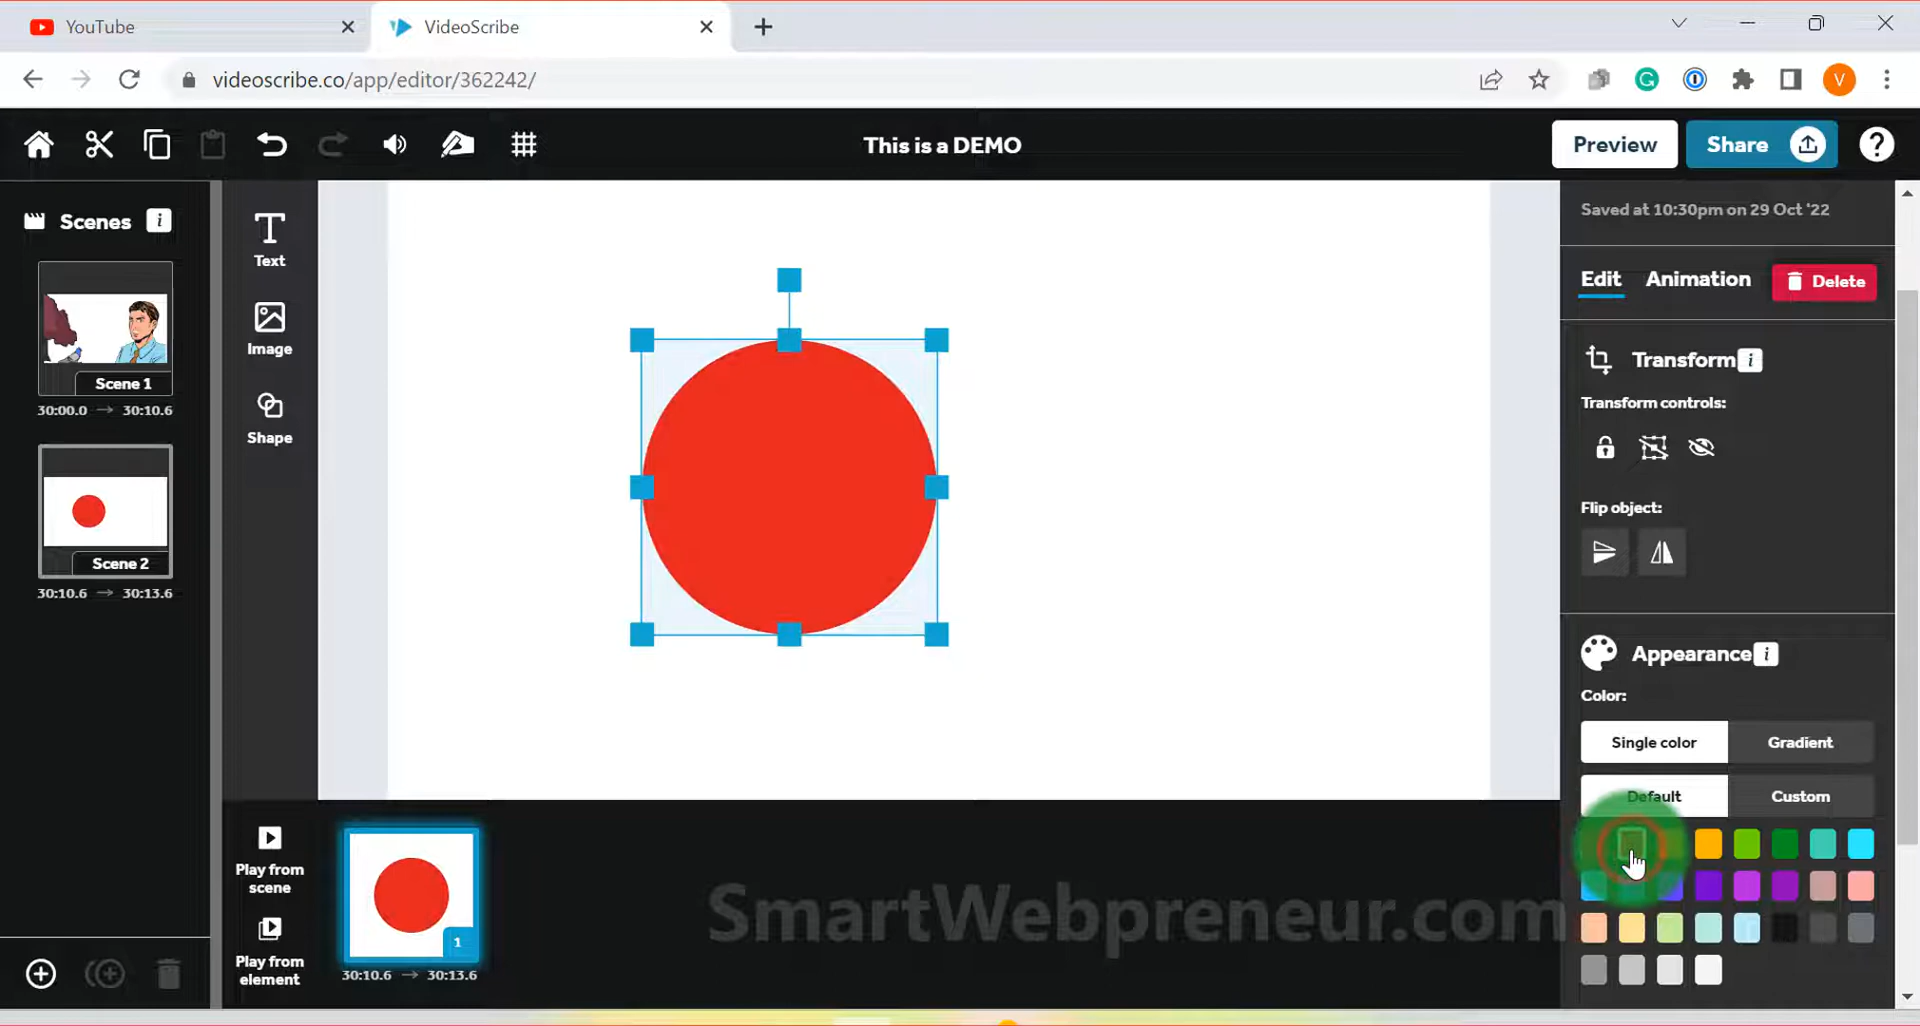 YouTube
VideoScribe
videoscribe.co/app/editor/362242/
V
This is a DEMO
Preview
Share
?
Scenes i
Scene 1
30:00.0 → 30:10.6
Scene 2
30:10.6 → 30:13.6
Text
Image
Shape
Saved at 10:30pm on 29 Oct '22
Edit
Animation
Delete
Transform i
Transform controls:
Flip object:
Appearance i
Color:
Single color
Gradient
Default
Custom
Play from
scene
Play from
element
1
30:10.6 → 30:13.6
SmartWebpreneur.com